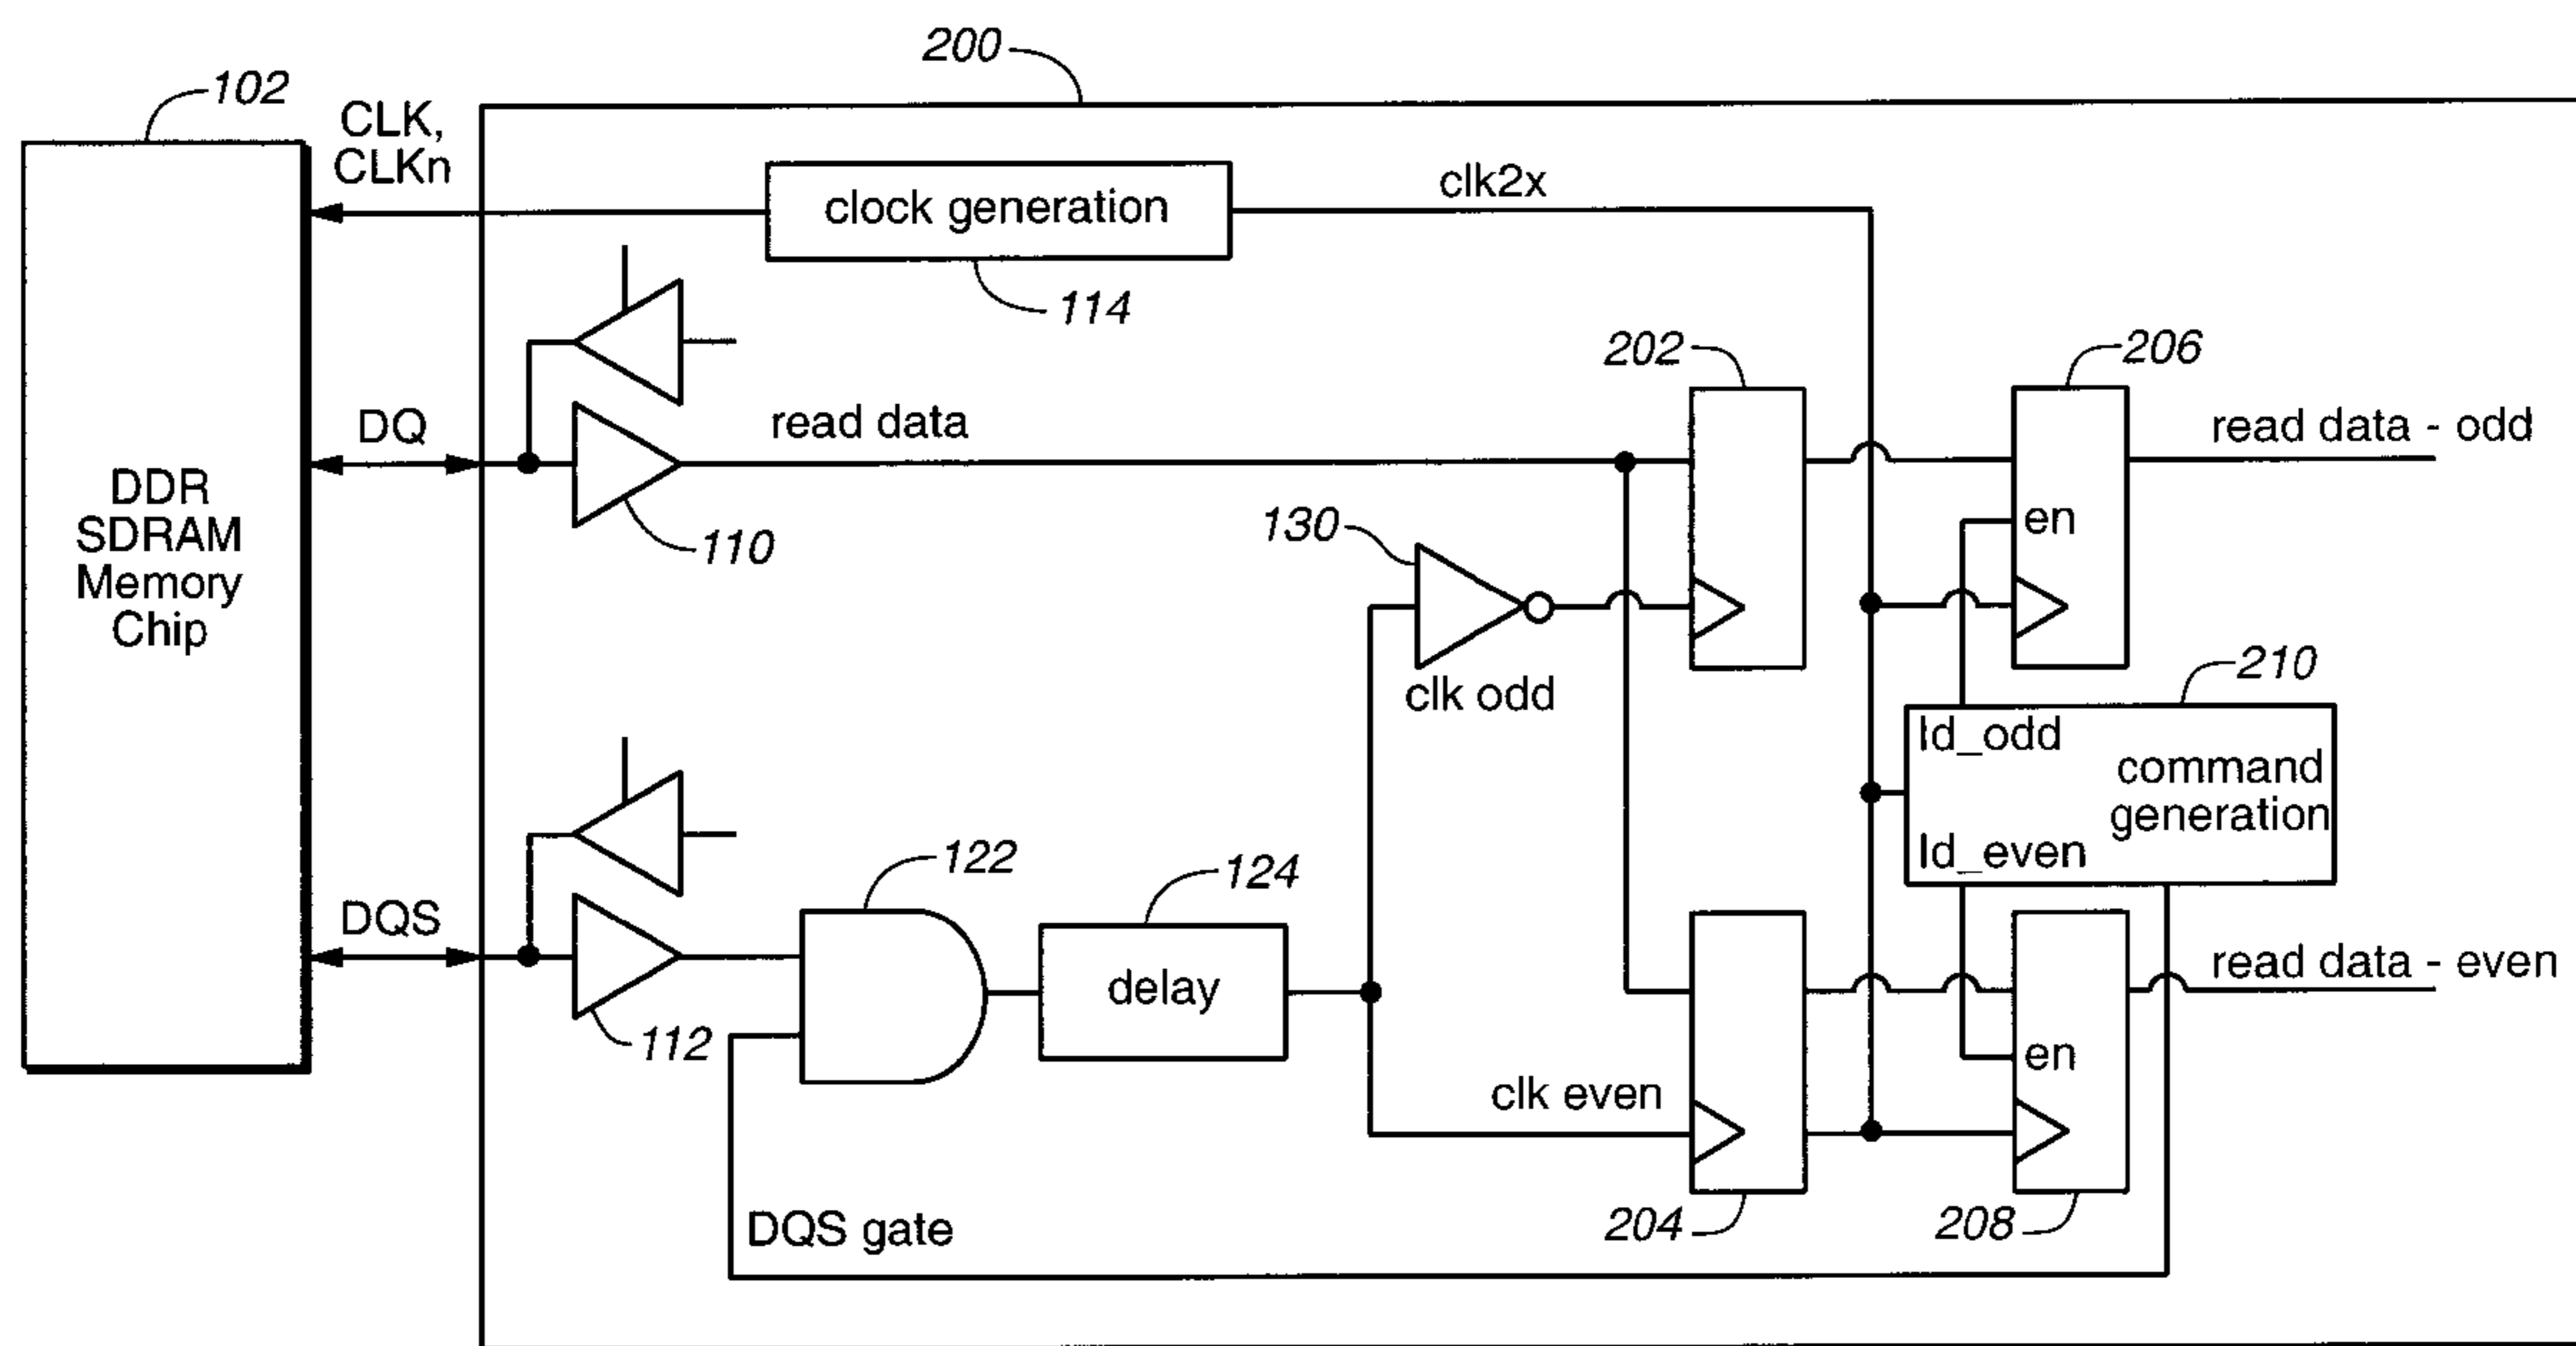 200
102
CLK,
CLKn
clock generation
clk2x
114
DQ
read data
110
202
206
read data - odd
en
DDR
SDRAM
Memory
Chip
130
clk odd
210
ld_odd
command
generation
ld_even
122
124
DQS
delay
112
read data - even
en
clk even
DQS gate
204
208